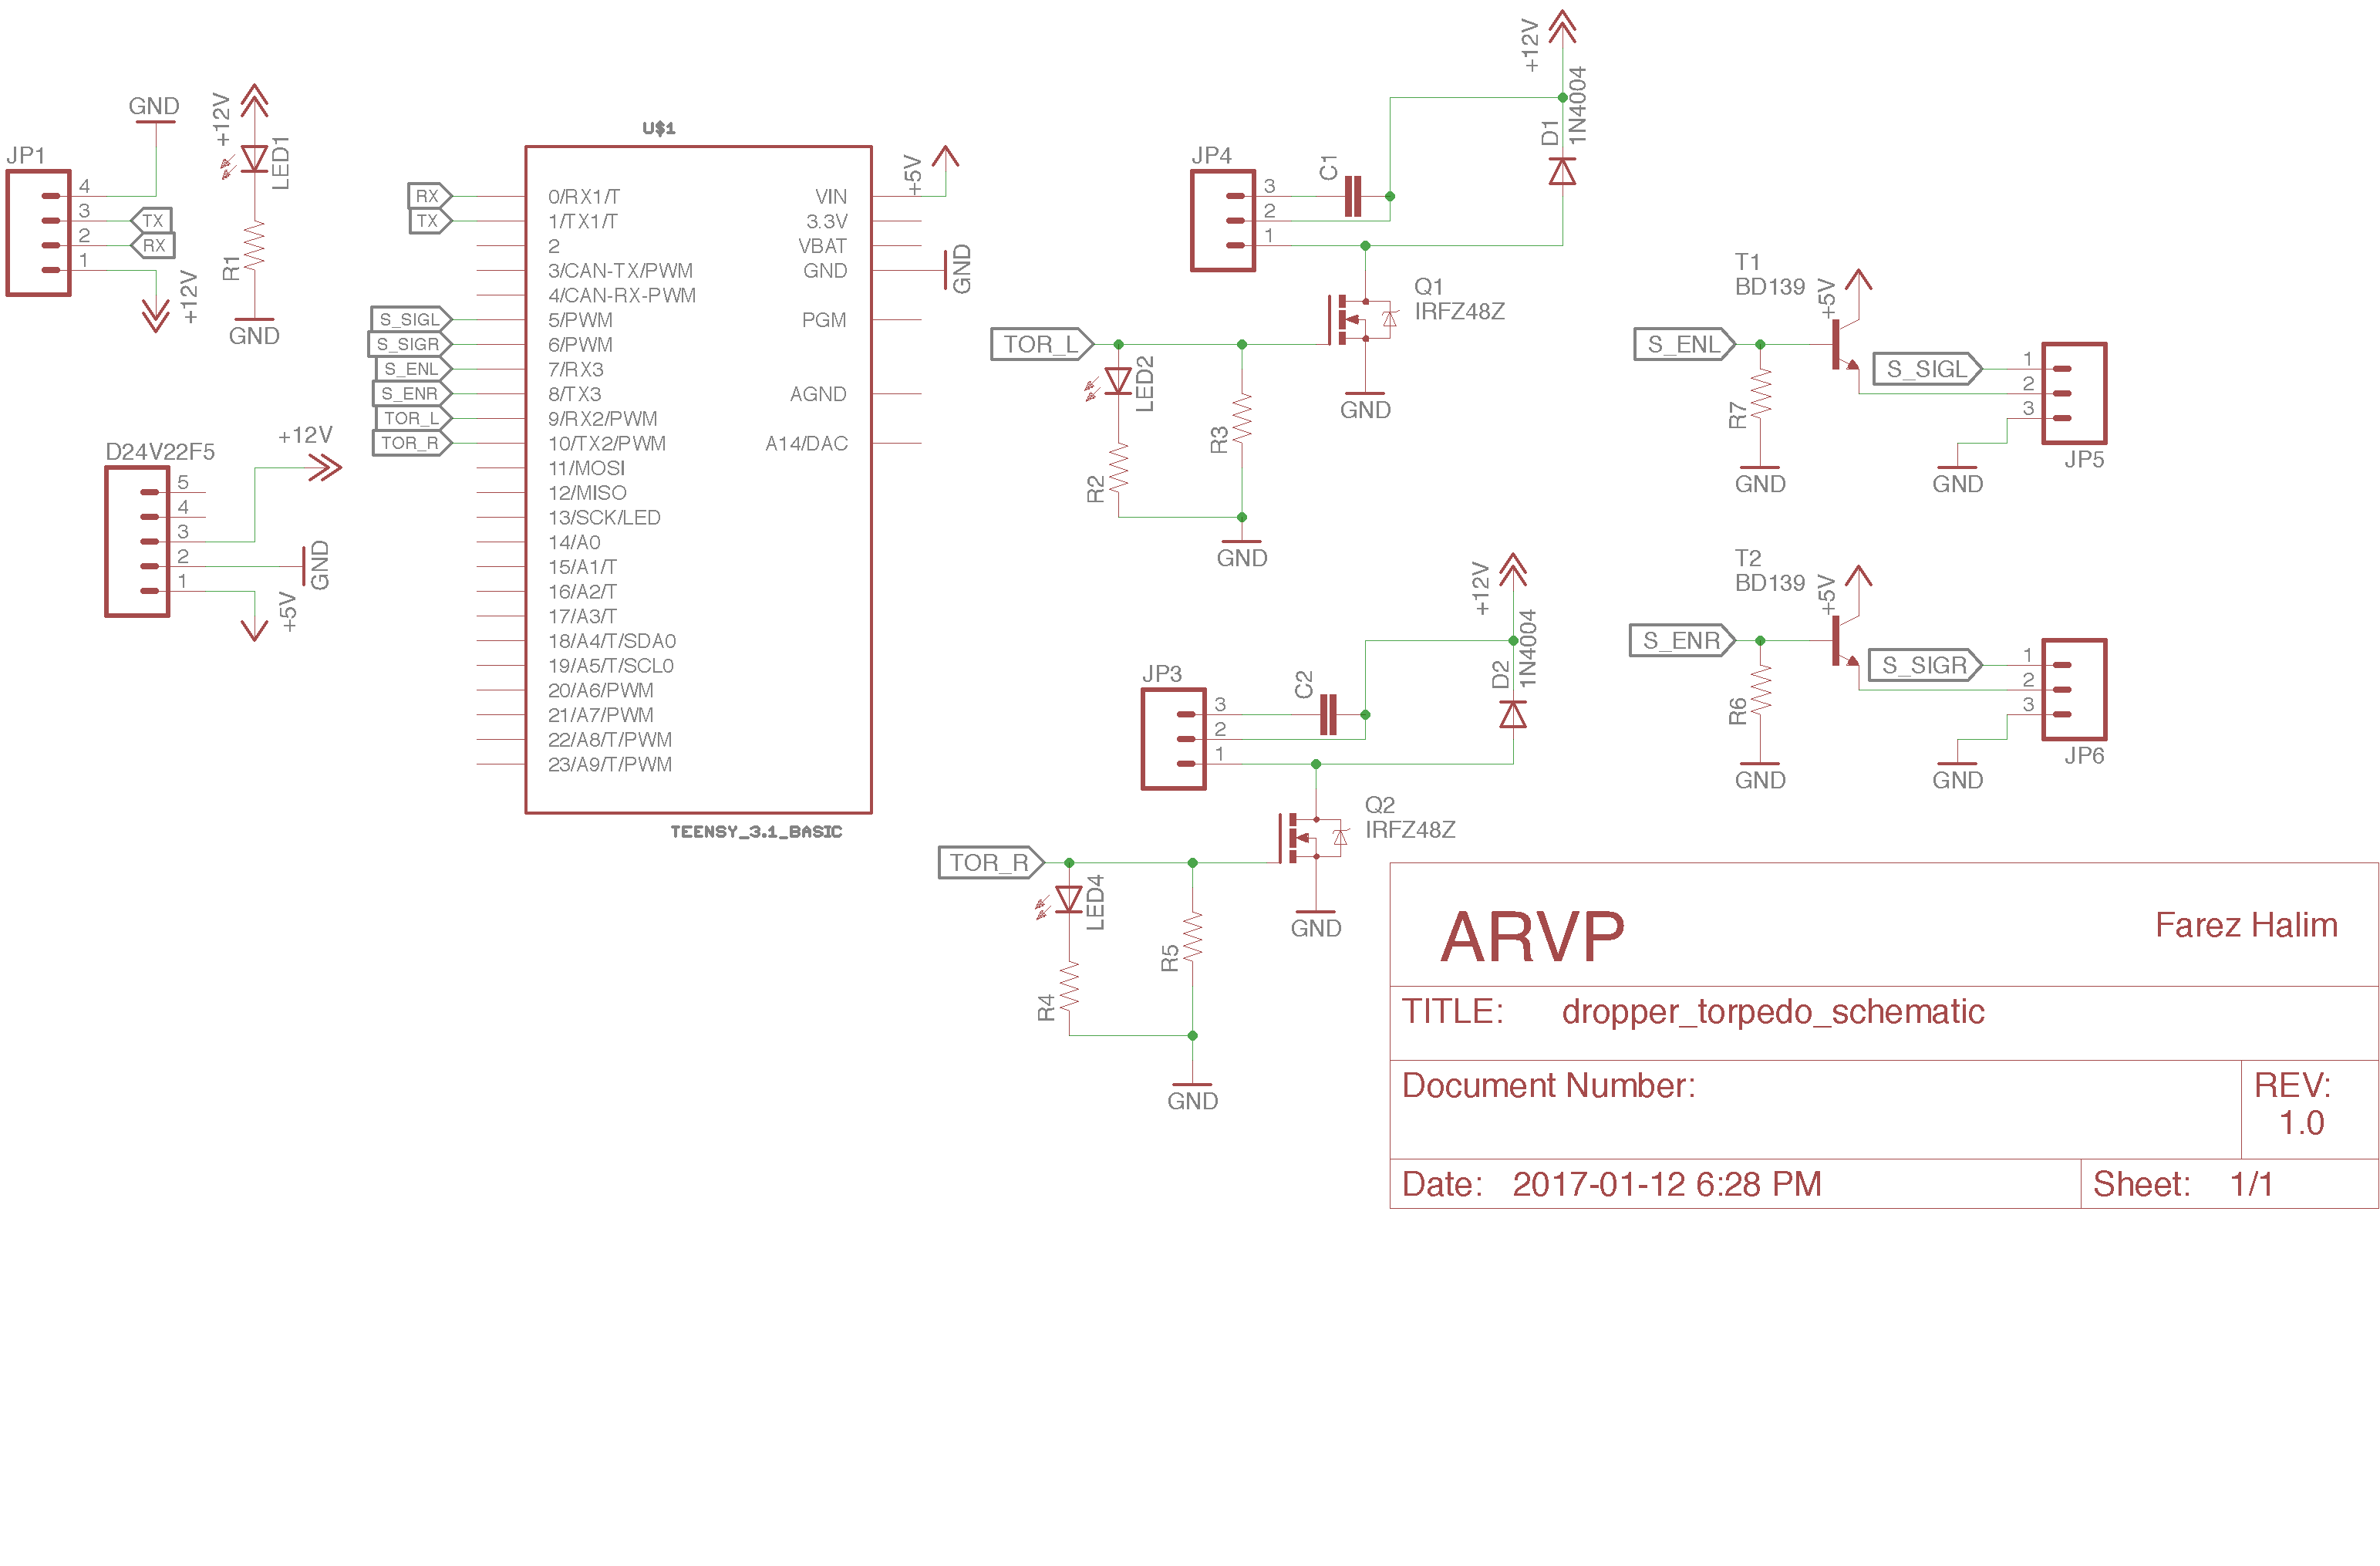 JP1
GND
4
3
2
1
TX
RX
+12V
+12V
LED1
R1
GND
D24V22F5
5
4
3
2
1
+12V
GND
+5V
U$1
RX
TX
S_SIGL
S_SIGR
S_ENL
S_ENR
TOR_L
TOR_R
0/RX1/T
1/TX1/T
2
3/CAN-TX/PWM
4/CAN-RX-PWM
5/PWM
6/PWM
7/RX3
8/TX3
9/RX2/PWM
10/TX2/PWM
11/MOSI
12/MISO
13/SCK/LED
14/A0
15/A1/T
16/A2/T
17/A3/T
18/A4/T/SDA0
19/A5/T/SCL0
20/A6/PWM
21/A7/PWM
22/A8/T/PWM
23/A9/T/PWM
VIN
3.3V
VBAT
GND
PGM
AGND
A14/DAC
+5V
GND
TEENSY_3.1_BASIC
+12V
D1
1N4004
JP4
3
2
1
C1
Q1
IRFZ48Z
TOR_L
LED2
R2
R3
GND
GND
+12V
D2
1N4004
JP3
3
2
1
C2
Q2
IRFZ48Z
TOR_R
LED4
R4
R5
GND
GND
T1
BD139
+5V
S_ENL
R7
GND
S_SIGL
1
2
3
GND
JP5
T2
BD139
+5V
S_ENR
R6
GND
S_SIGR
1
2
3
GND
JP6
ARVP
Farez Halim
TITLE: dropper_torpedo_schematic
Document Number:
REV:
1.0
Date: 2017-01-12 6:28 PM
Sheet: 1/1